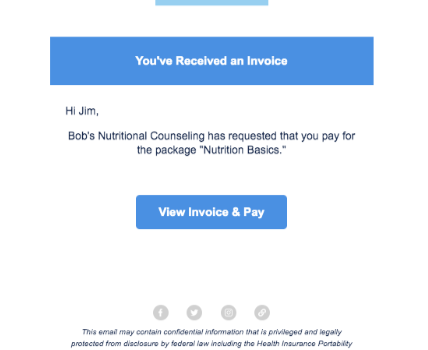 You've Received an Invoice
Hi Jim,
Bob's Nutritional Counseling has requested that you pay for
the package "Nutrition Basics."
View Invoice & Pay
This email may contain confidential information that is privileged and legally
protected from disclosure by federal law including the Health Insurance Portability